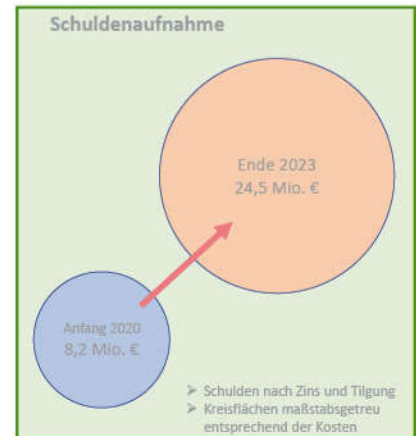 Schuldenaufnahme
Ende 2023
24,5 Mio. €
Anfang 2020
8,2 Mio. €
➢ Schulden nach Zins und Tilgung
➢ Kreisflächen maßstabsgetreu
entsprechend der Kosten